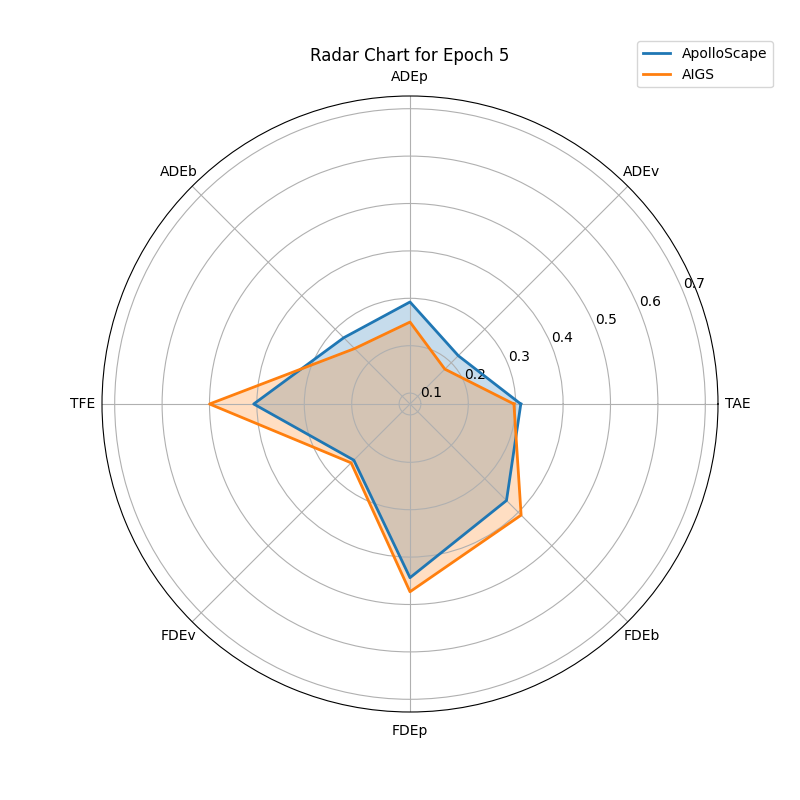 Radar Chart for Epoch 5
ApolloScape
AIGS
ADEp
ADEb
ADEv
0.7
0.6
0.5
0.4
0.3
0.2
0.1
TFE
TAE
FDEv
FDEb
FDEp